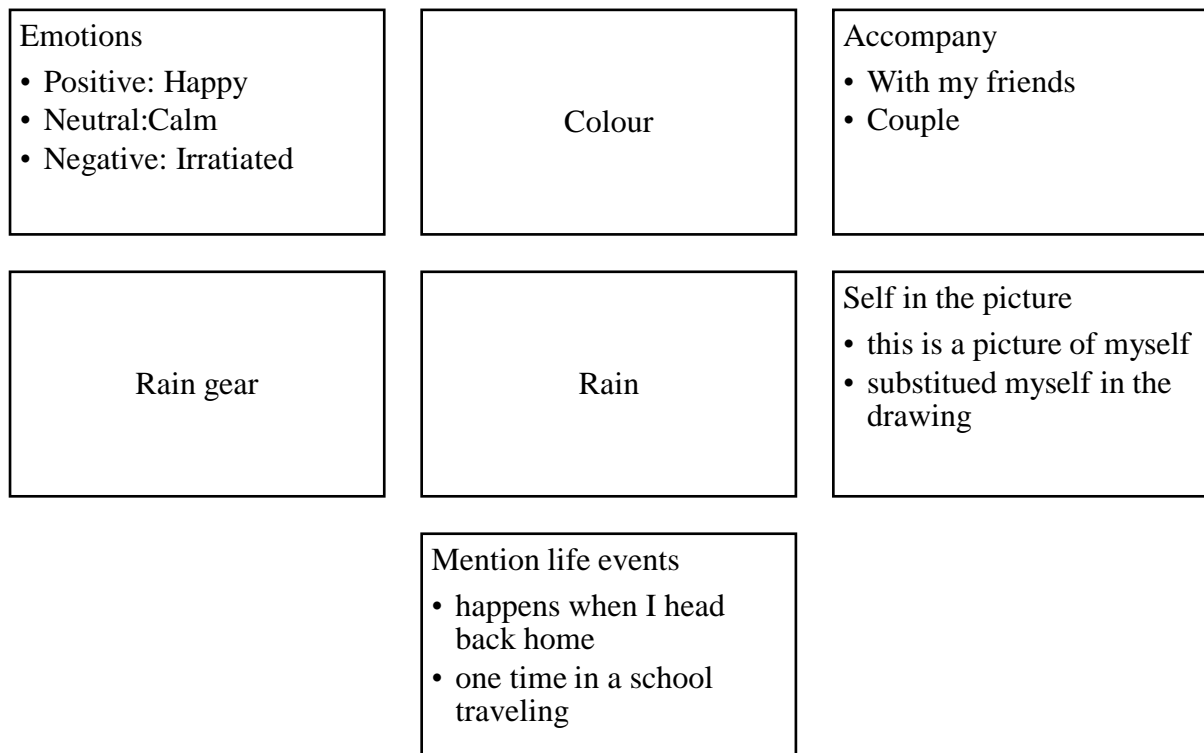 Emotions
• Positive: Happy
• Neutral:Calm
• Negative: Irratiated
Colour
Accompany
• With my friends
• Couple
Rain gear
Rain
Self in the picture
• this is a picture of myself
• substitued myself in the
drawing
Mention life events
• happens when I head
back home
• one time in a school
traveling